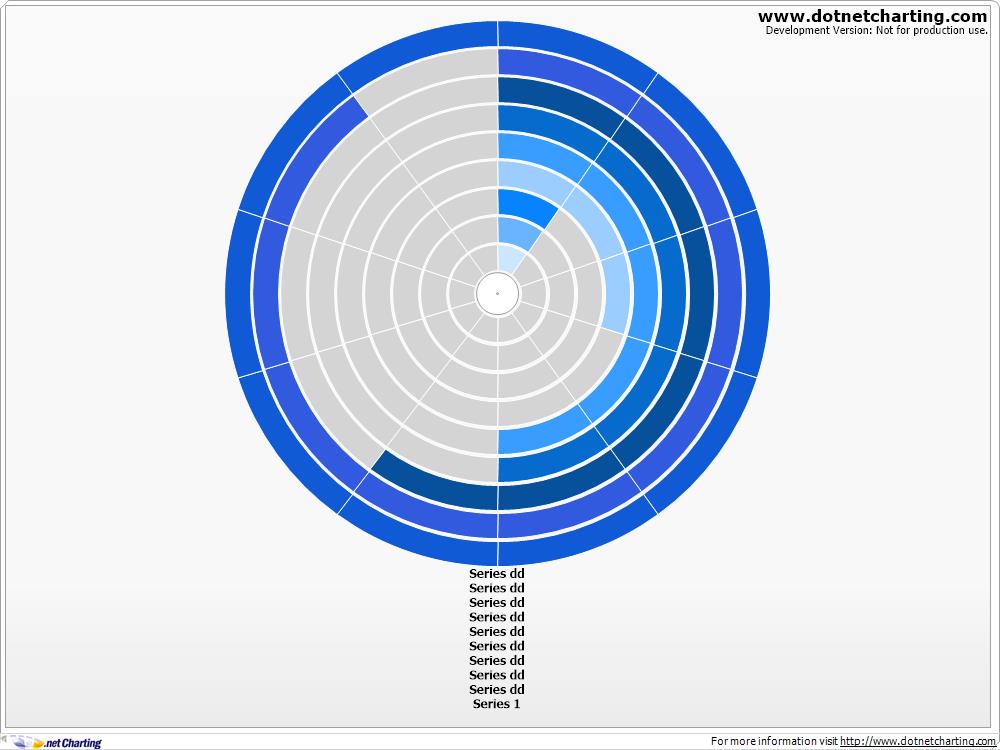 www.dotnetcharting.com
Development Version: Not for production use.
Series dd
Series dd
Series dd
Series dd
Series dd
Series dd
Series dd
Series dd
Series dd
Series 1
.net Charting
For more information visit http://www.dotnetcharting.com